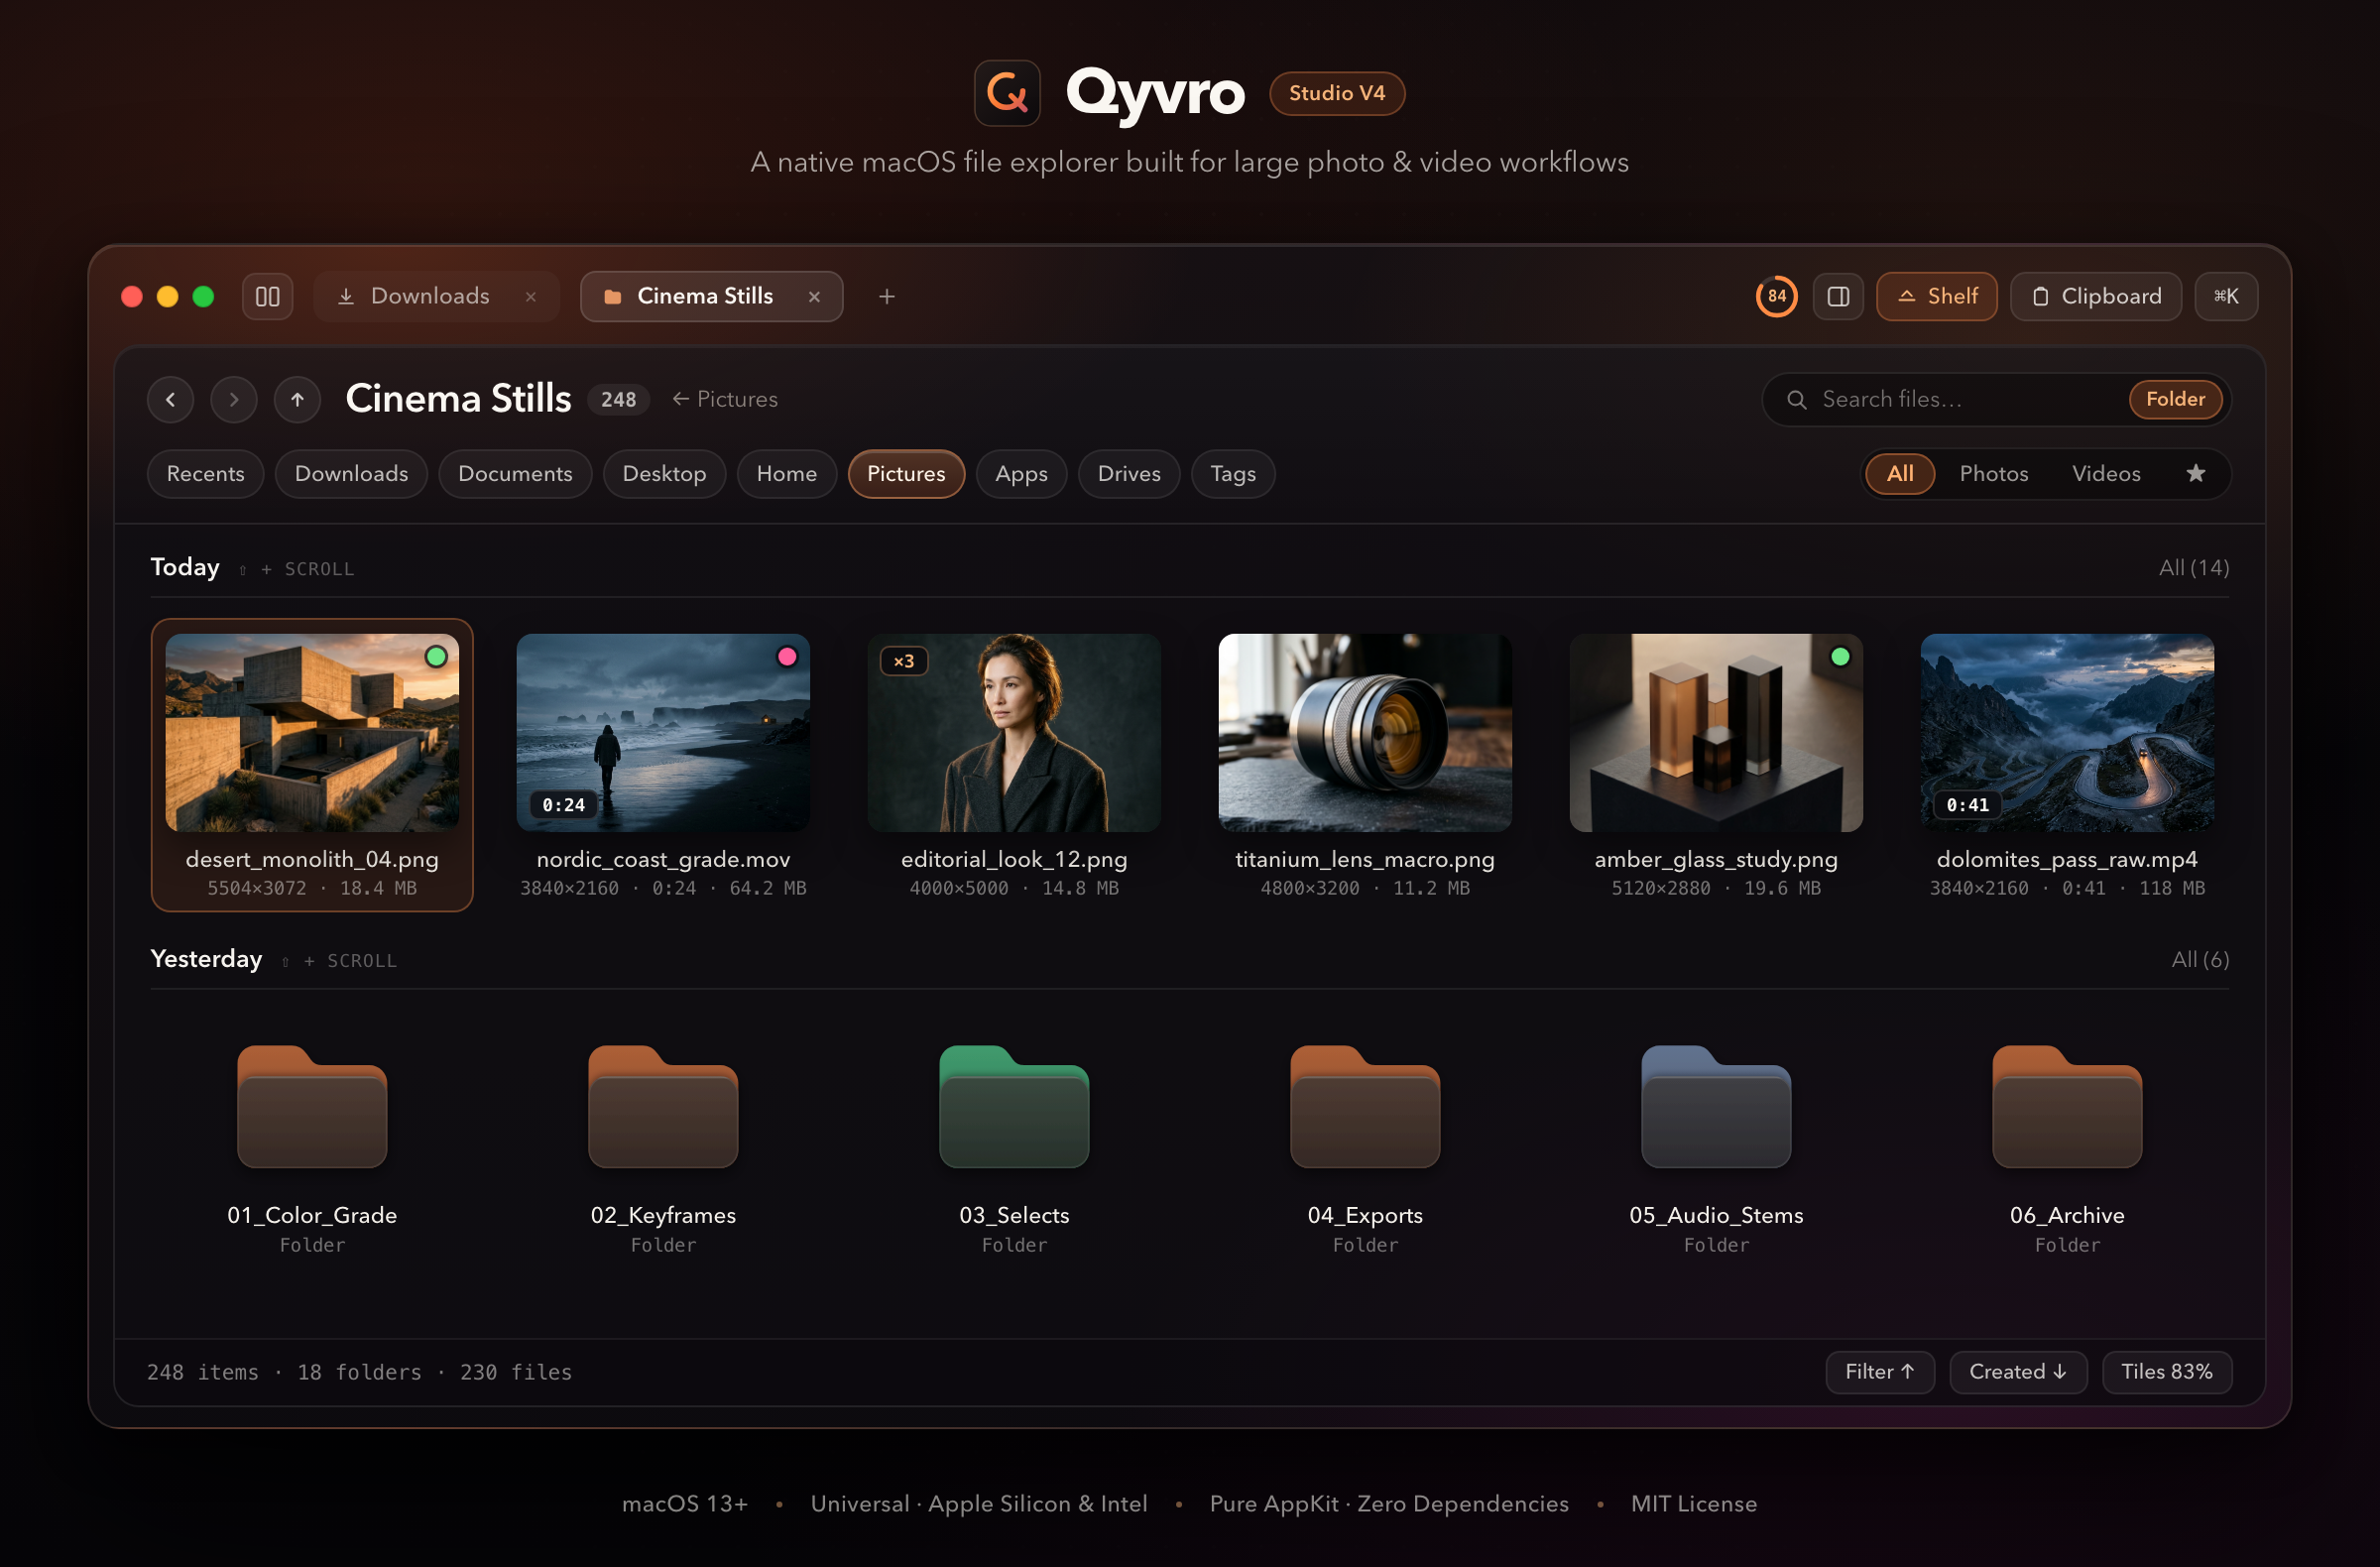 Qyvro Studio V4
A native macOS file explorer built for large photo & video workflows
Downloads × Cinema Stills × + 84 Shelf Clipboard ⌘K
Cinema Stills 248 ← Pictures Search files... Folder
Recents Downloads Documents Desktop Home Pictures Apps Drives Tags All Photos Videos ★
Today ⇧ + SCROLL All (14)
×3
0:24 0:41
desert_monolith_04.png nordic_coast_grade.mov editorial_look_12.png titanium_lens_macro.png amber_glass_study.png dolomites_pass_raw.mp4
5504×3072 · 18.4 MB 3840×2160 · 0:24 · 64.2 MB 4000×5000 · 14.8 MB 4800×3200 · 11.2 MB 5120×2880 · 19.6 MB 3840×2160 · 0:41 · 118 MB
Yesterday ⇧ + SCROLL All (6)
01_Color_Grade 02_Keyframes 03_Selects 04_Exports 05_Audio_Stems 06_Archive
Folder Folder Folder Folder Folder Folder
248 items · 18 folders · 230 files Filter ↑ Created ↓ Tiles 83%
macOS 13+ • Universal · Apple Silicon & Intel • Pure AppKit · Zero Dependencies • MIT License